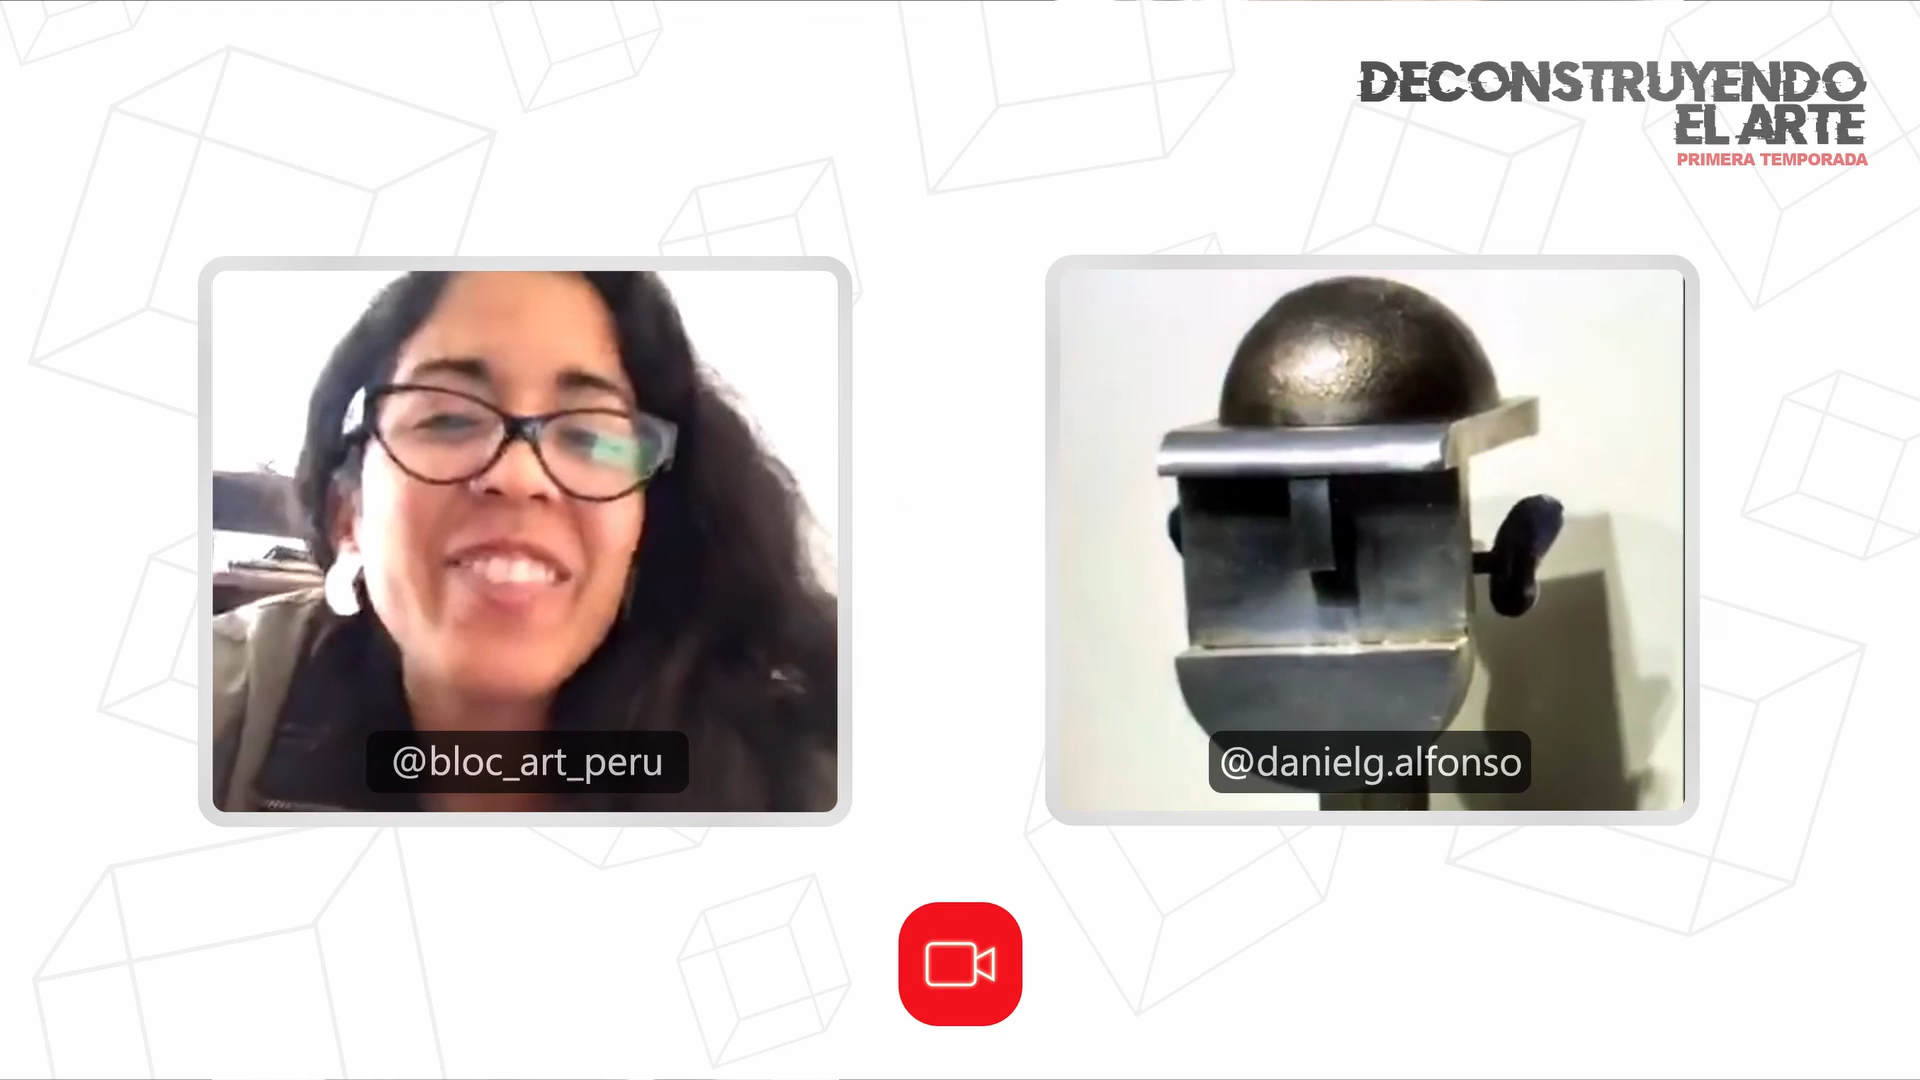 DECONSTRUYENDO
EL ARTE
PRIMERA TEMPORADA
@bloc_art_peru
@danielg.alfonso